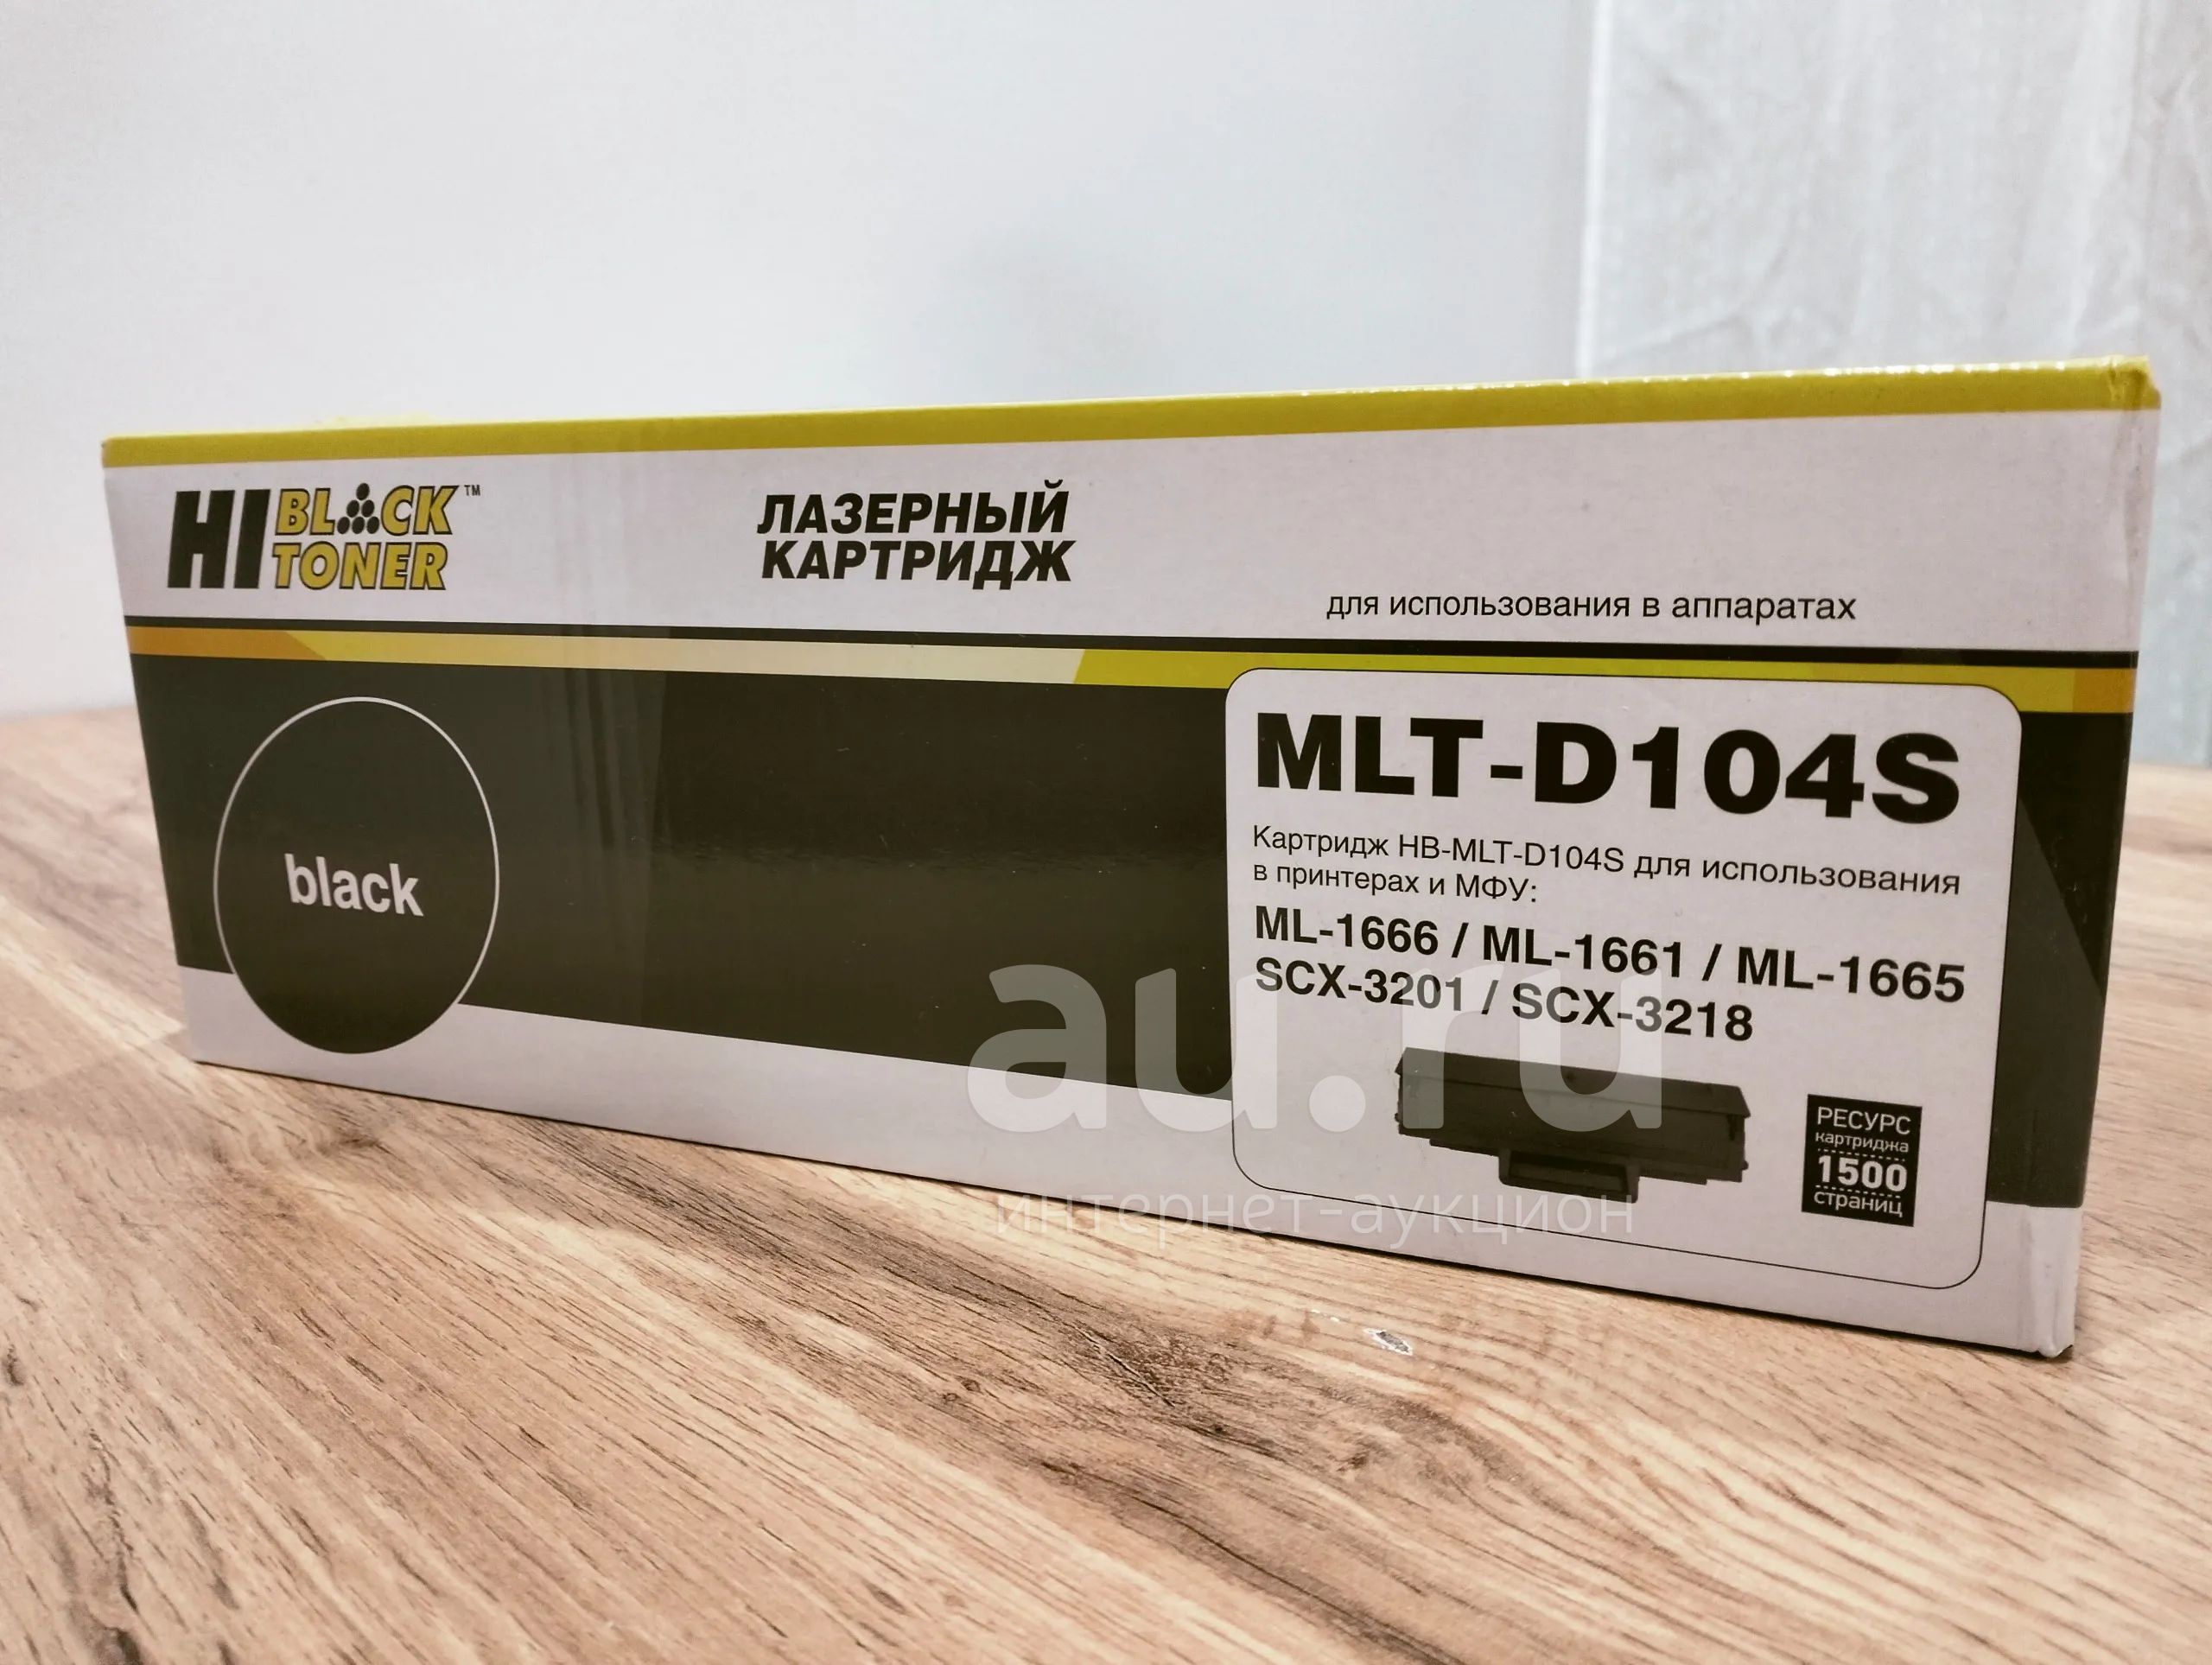 HI BLACK TONER™
ЛАЗЕРНЫЙ
КАРТРИДЖ
для использования в аппаратах
black
MLT-D104S
Картридж HB-MLT-D104S для использования
в принтерах и МФУ:
ML-1666 / ML-1661 / ML-1665
SCX-3201 / SCX-3218
РЕСУРС
картриджа
1500
страниц
au.ru
интернет-аукцион